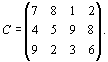 C = ( 7 8 1 2
4 5 9 8
9 2 3 6 ) .